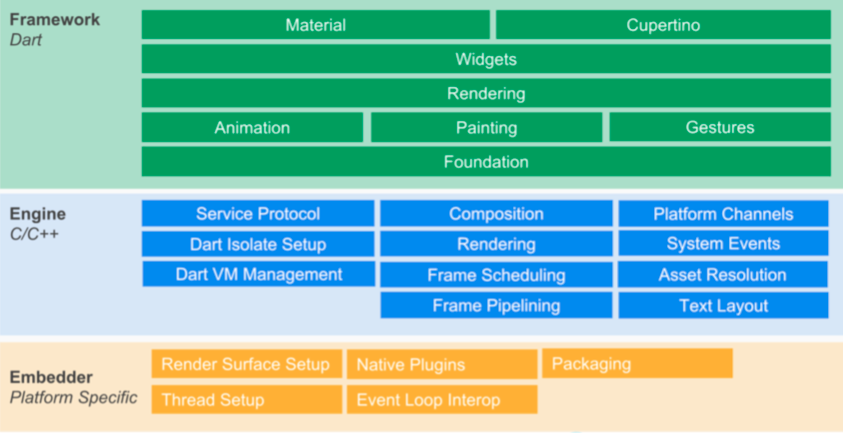 Framework
Dart
Material
Cupertino
Widgets
Rendering
Animation
Painting
Gestures
Foundation
Engine
C/C++
Service Protocol
Composition
Platform Channels
Dart Isolate Setup
Rendering
System Events
Dart VM Management
Frame Scheduling
Asset Resolution
Frame Pipelining
Text Layout
Embedder
Platform Specific
Render Surface Setup
Native Plugins
Packaging
Thread Setup
Event Loop Interop